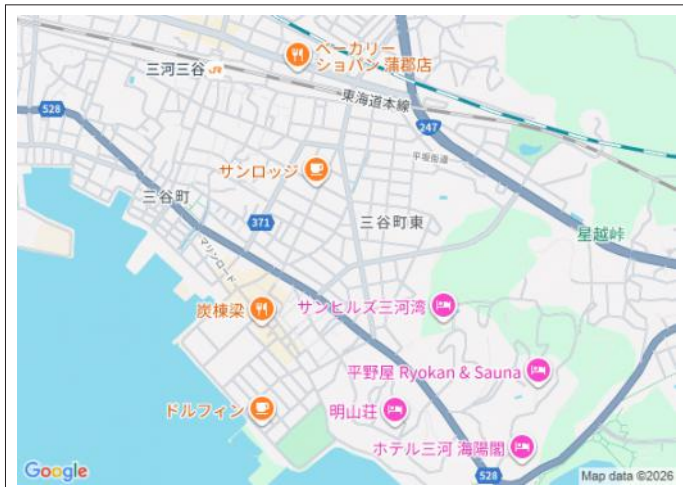 ベーカリー
ショパン 蒲郡店
三河三谷
JR
東海道本線
528
247
平坂街道
サンロッジ
三谷町
371
三谷町東
星越峠
マリンロード
炭棟梁
サンヒルズ三河湾
平野屋 Ryokan & Sauna
ドルフィン
明山荘
ホテル三河 海陽閣
528
Google
Map data ©2026